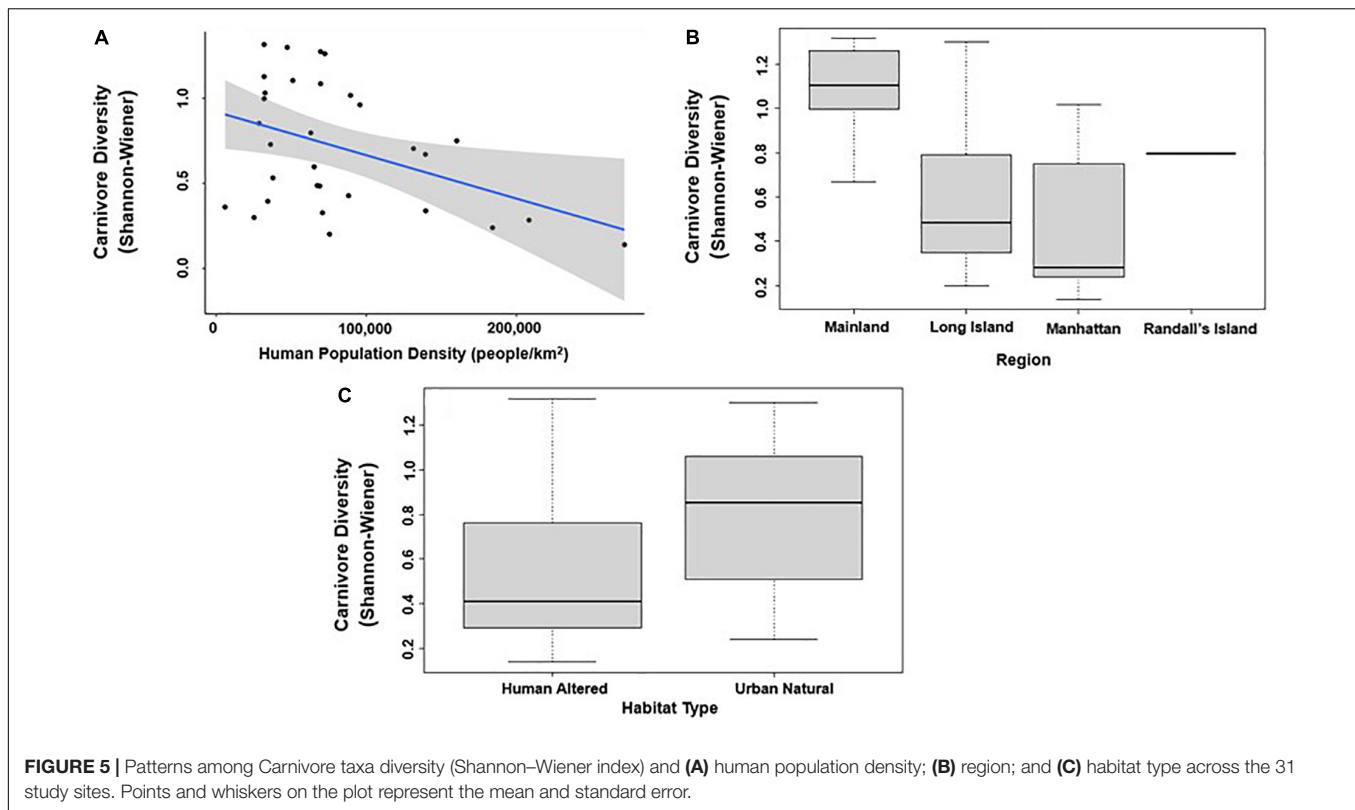 A
Carnivore Diversity
(Shannon-Wiener)
1.0
0.5
0.0
0
100,000
200,000
Human Population Density (people/km²)
B
Carnivore Diversity
(Shannon-Wiener)
1.2
1.0
0.8
0.6
0.4
0.2
Mainland
Long Island
Manhattan
Randall's Island
Region
C
Carnivore Diversity
(Shannon-Wiener)
1.2
1.0
0.8
0.6
0.4
0.2
Human Altered
Urban Natural
Habitat Type
FIGURE 5 | Patterns among Carnivore taxa diversity (Shannon–Wiener index) and (A) human population density; (B) region; and (C) habitat type across the 31
study sites. Points and whiskers on the plot represent the mean and standard error.